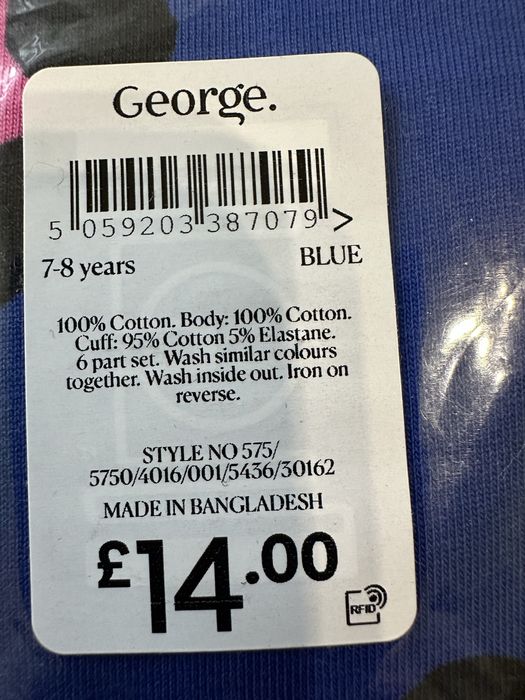 George.
5 059203 387079 >
7-8 years BLUE
100% Cotton. Body: 100% Cotton.
Cuff: 95% Cotton 5% Elastane.
6 part set. Wash similar colours
together. Wash inside out. Iron on
reverse.
STYLE NO 575/
5750/4016/001/5436/30162
MADE IN BANGLADESH
£14.00
RFID